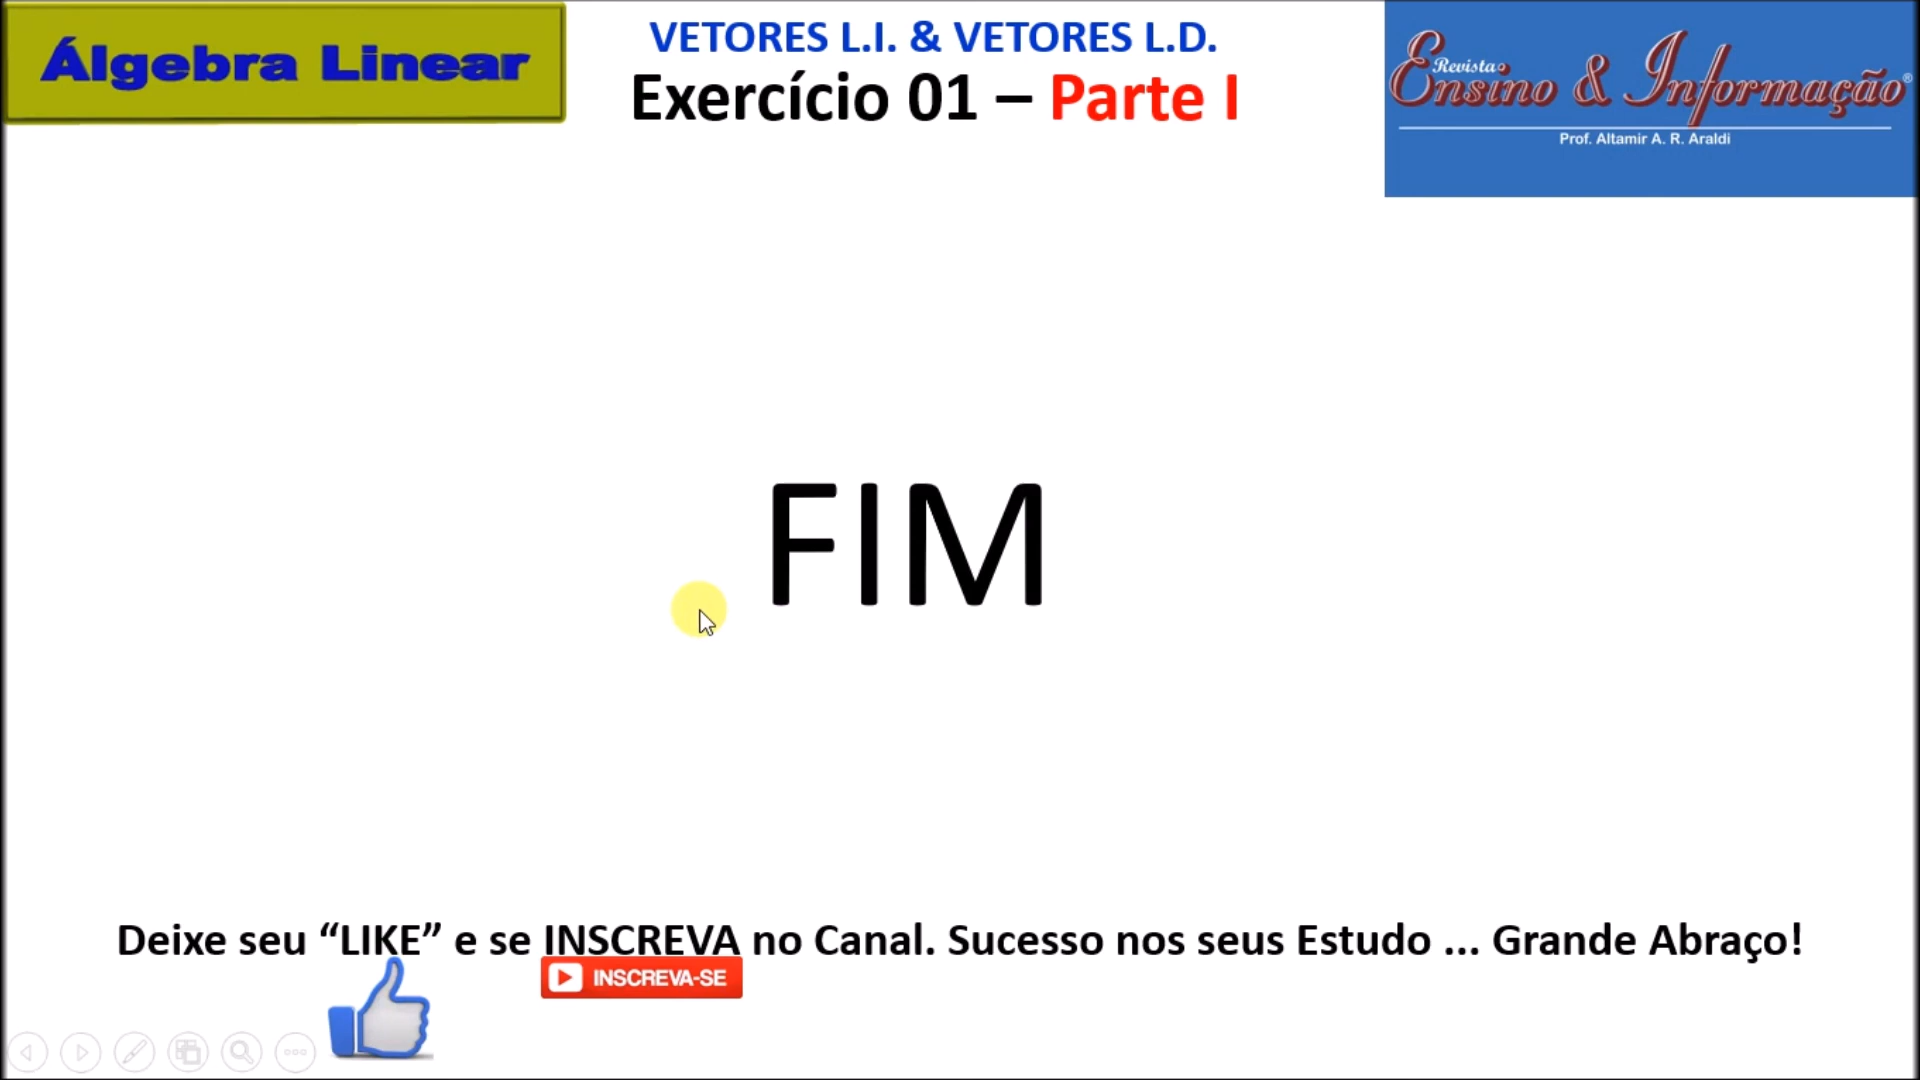 Álgebra Linear
VETORES L.I. & VETORES L.D.
Exercício 01 – Parte I
Revista
Ensino & Informação®
Prof. Altamir A. R. Araldi
FIM
Deixe seu “LIKE” e se INSCREVA no Canal. Sucesso nos seus Estudo ... Grande Abraço!
INSCREVA-SE